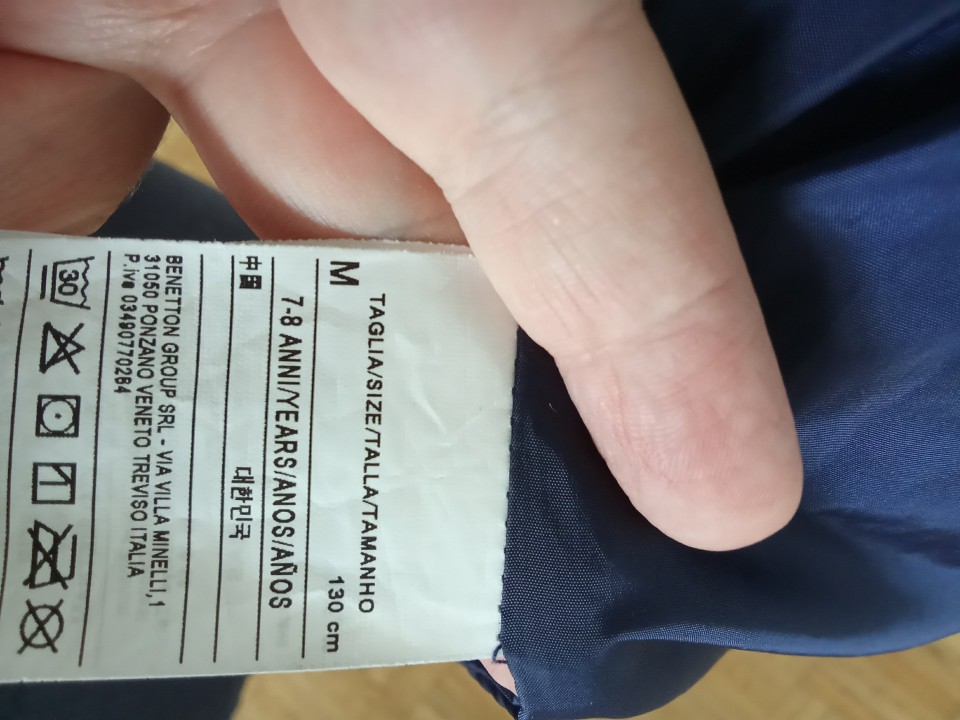 TAGLIA/SIZE/TALLA/TAMANHO
M 130 cm
7-8 ANNI/YEARS/ANOS/AÑOS
中国 대한민국
BENETTON GROUP SRL - VIA VILLA MINELLI,1
31050 PONZANO VENETO TREVISO ITALIA
P.iva 03490770264
30